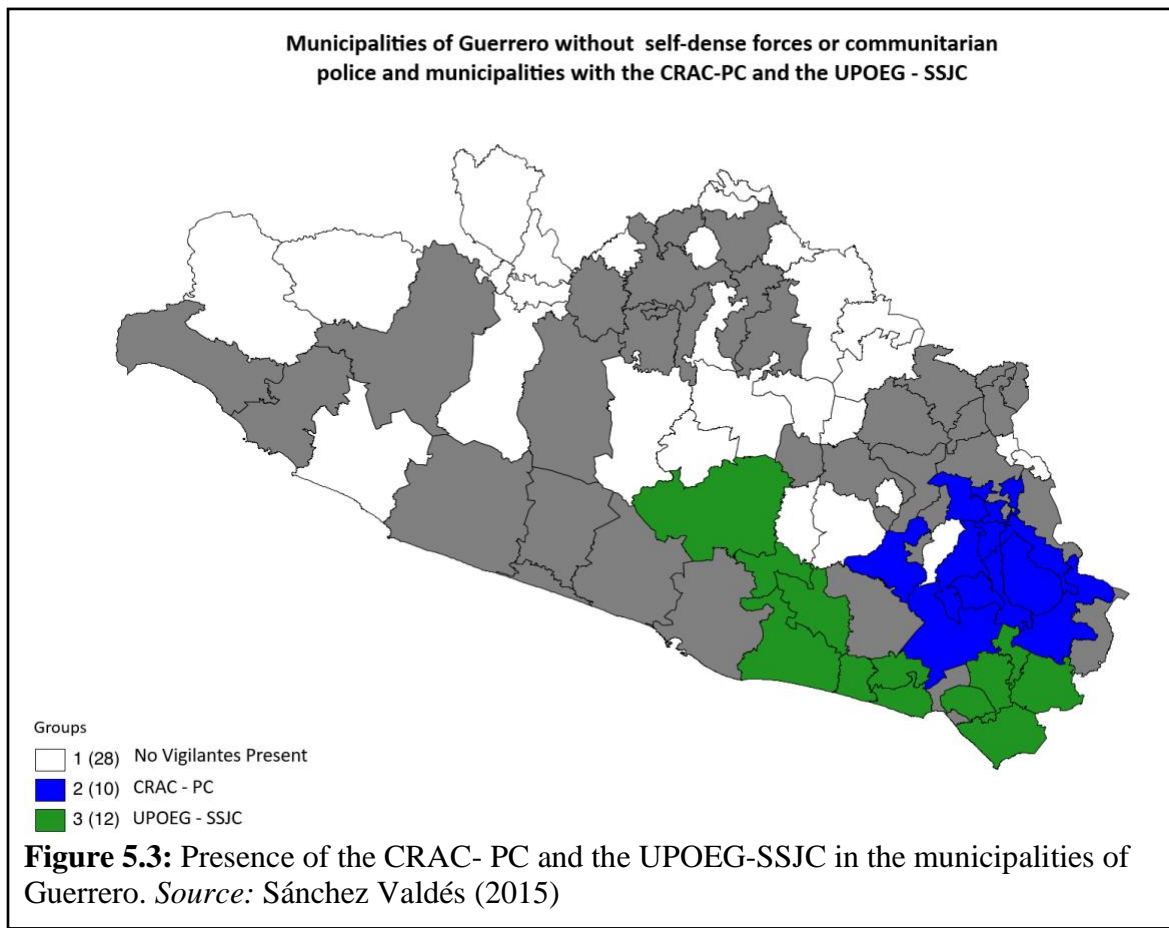 Municipalities of Guerrero without self-dense forces or communitarian
police and municipalities with the CRAC-PC and the UPOEG - SSJC
Groups
1 (28) No Vigilantes Present
2 (10) CRAC - PC
3 (12) UPOEG - SSJC
Figure 5.3: Presence of the CRAC- PC and the UPOEG-SSJC in the municipalities of
Guerrero. Source: Sánchez Valdés (2015)